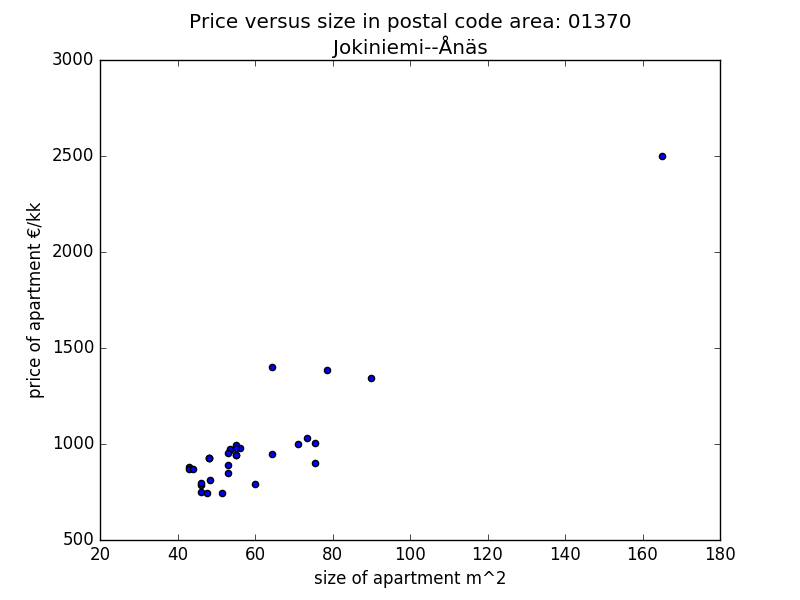 Price versus size in postal code area: 01370
Jokiniemi--Ånäs
3000
2500
2000
1500
1000
500
price of apartment €/kk
20 40 60 80 100 120 140 160 180
size of apartment m^2